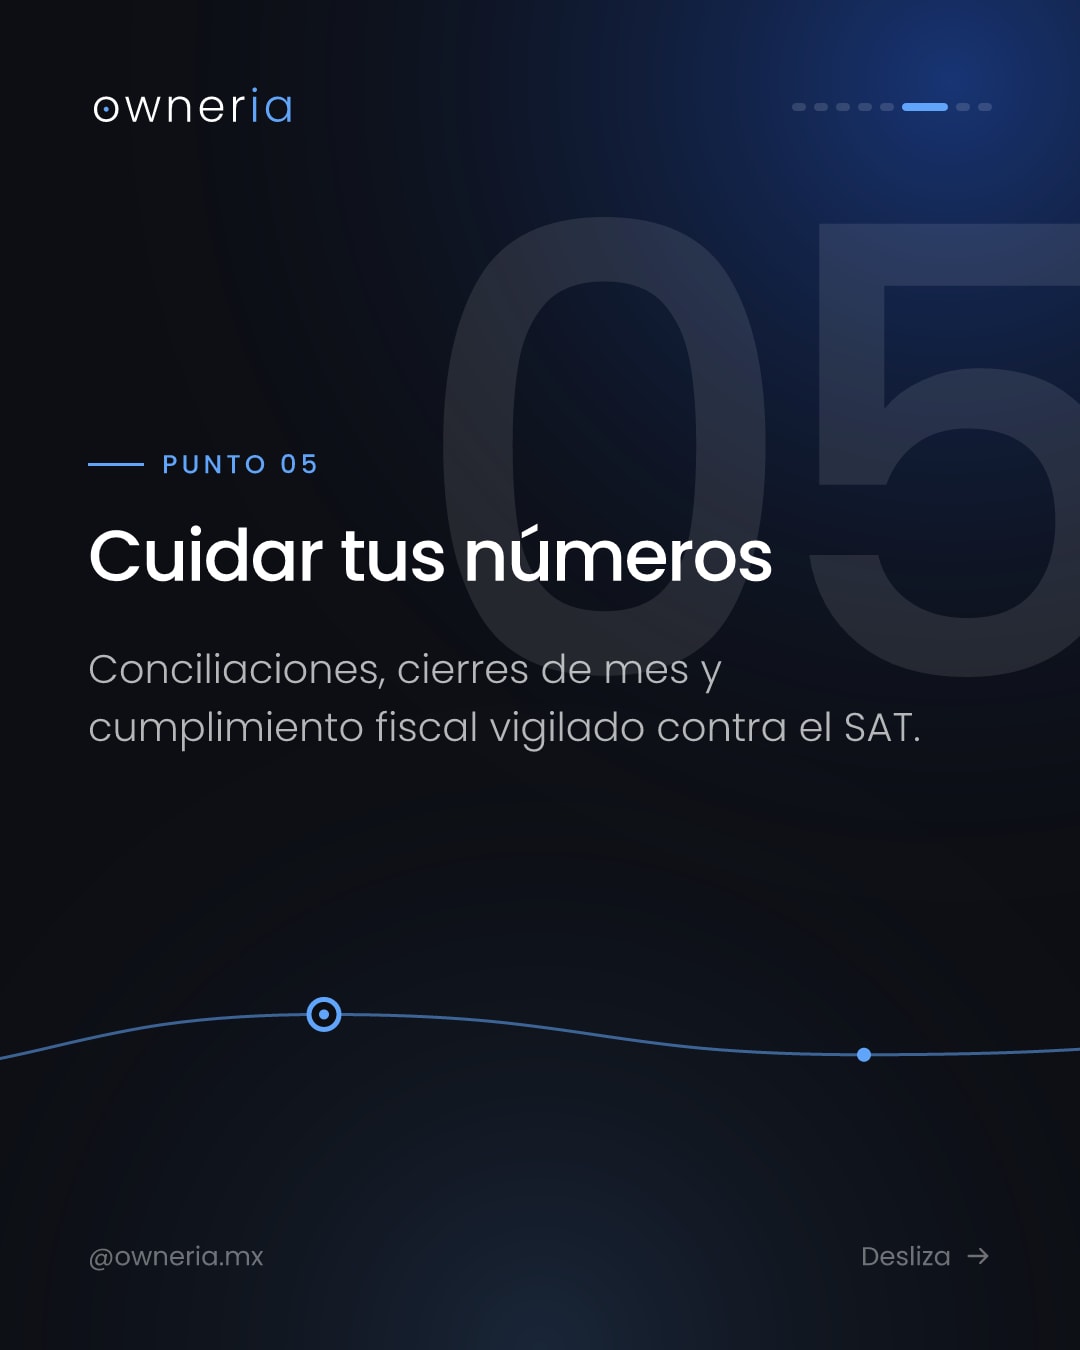 owneria
05
PUNTO 05
Cuidar tus números
Conciliaciones, cierres de mes y
cumplimiento fiscal vigilado contra el SAT.
@owneria.mx
Desliza →